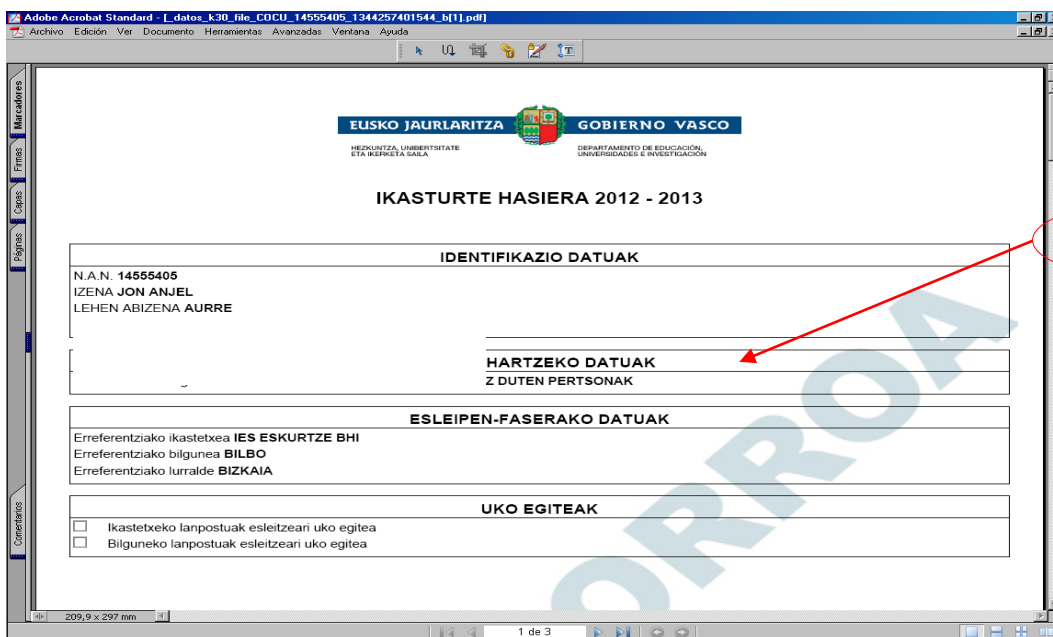 Adobe Acrobat Standard - [_datos_k30_file_COCU_14555405_1344257401544_b[1].pdf]
Archivo Edición Ver Documento Herramientas Avanzadas Ventana Ayuda
Marcadores
Firmas
Capas
Páginas
Comentarios
EUSKO JAURLARITZA GOBIERNO VASCO
HEZKUNTZA, UNIBERTSITATE
ETA IKERKETA SAILA
DEPARTAMENTO DE EDUCACIÓN,
UNIVERSIDADES E INVESTIGACIÓN
IKASTURTE HASIERA 2012 - 2013
IDENTIFIKAZIO DATUAK
N.A.N. 14555405
IZENA JON ANJEL
LEHEN ABIZENA AURRE
HARTZEKO DATUAK
Z DUTEN PERTSONAK
ESLEIPEN-FASERAKO DATUAK
Erreferentziako ikastetxea IES ESKURTZE BHI
Erreferentziako bilgunea BILBO
Erreferentziako lurralde BIZKAIA
UKO EGITEAK
Ikastetxeko lanpostuak esleitzeari uko egitea
Bilguneko lanpostuak esleitzeari uko egitea
ORROA
209,9 x 297 mm
1 de 3